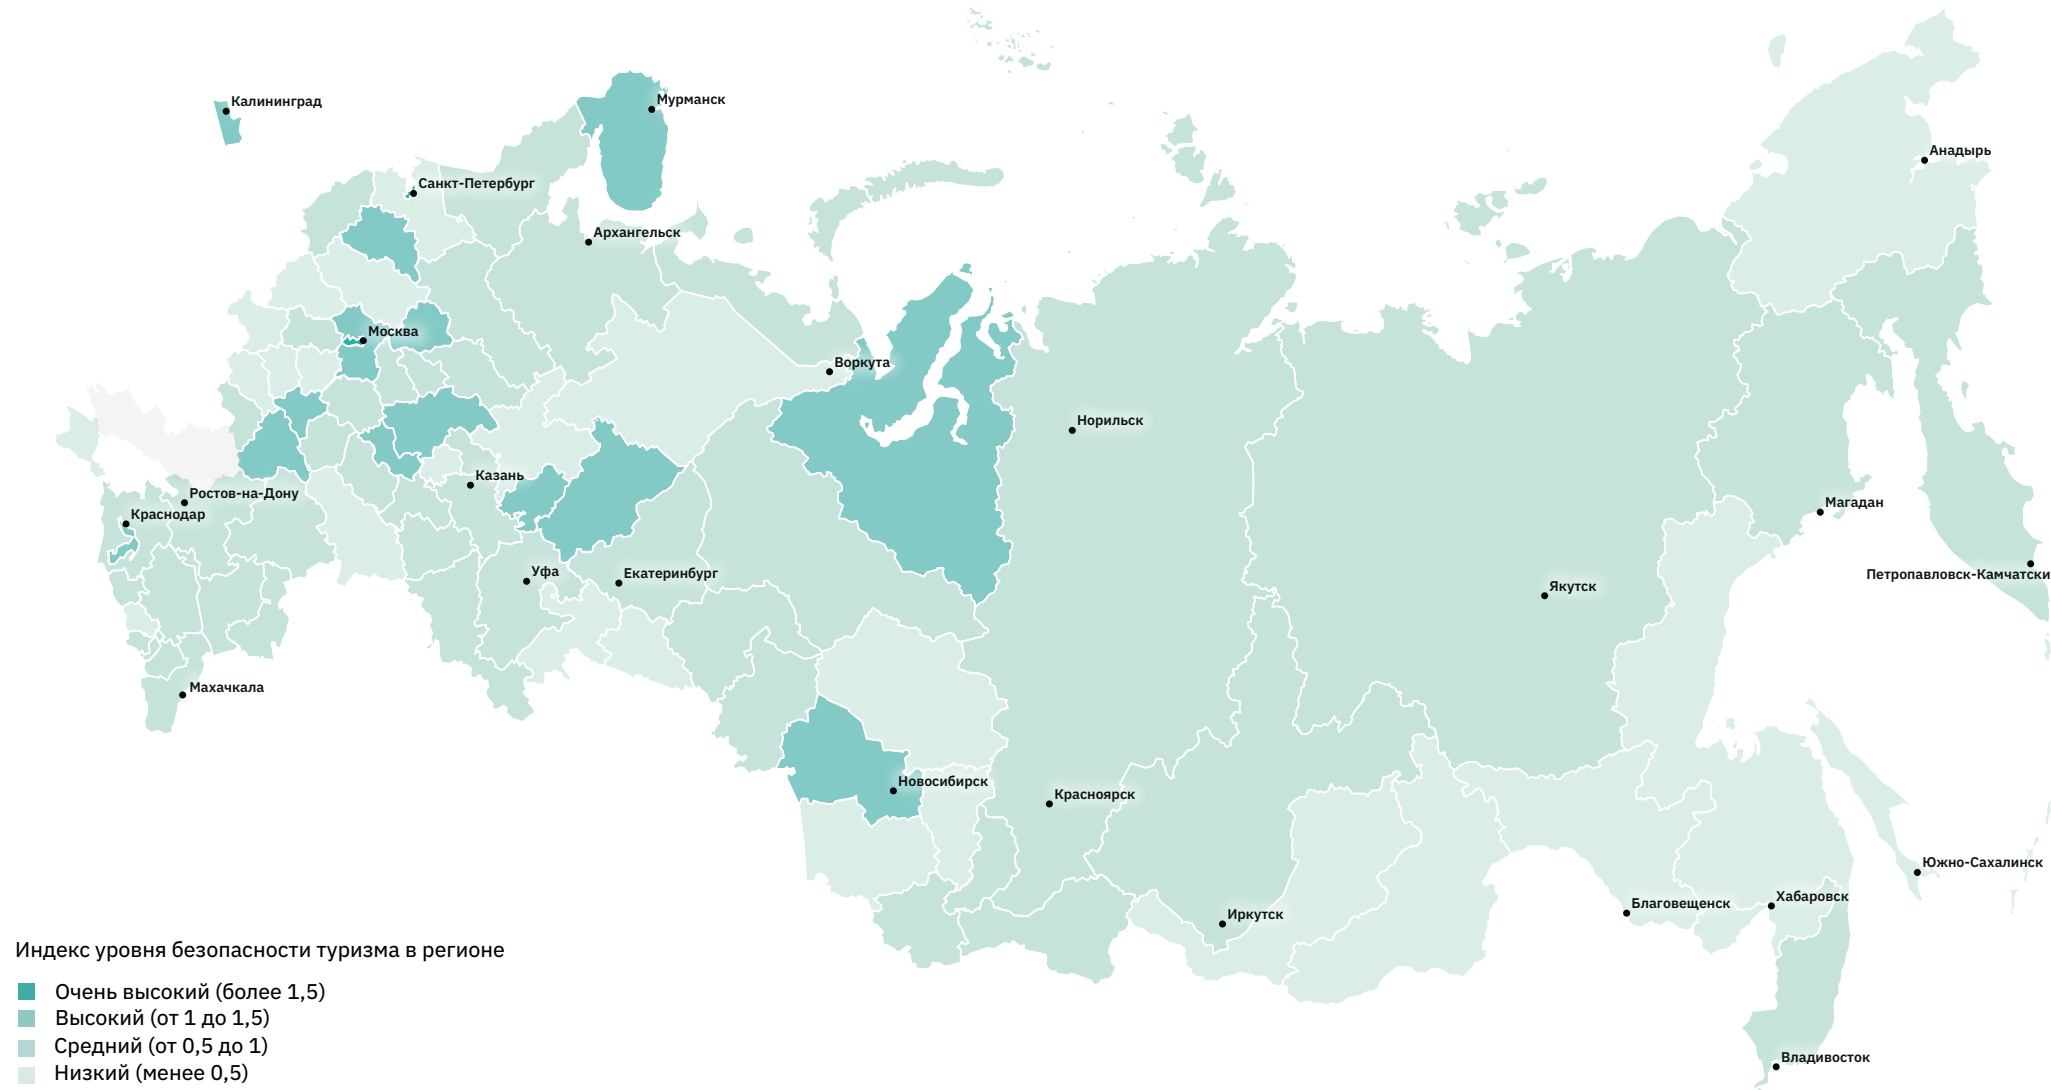 Калининград
Мурманск
Анадырь
Санкт-Петербург
Архангельск
Москва
Воркута
Норильск
Казань
Ростов-на-Дону
Краснодар
Магадан
Уфа
Екатеринбург
Петропавловск-Камчатски
Якутск
Махачкала
Новосибирск
Красноярск
Южно-Сахалинск
Хабаровск
Благовещенск
Иркутск
Владивосток
Индекс уровня безопасности туризма в регионе
Очень высокий (более 1,5)
Высокий (от 1 до 1,5)
Средний (от 0,5 до 1)
Низкий (менее 0,5)